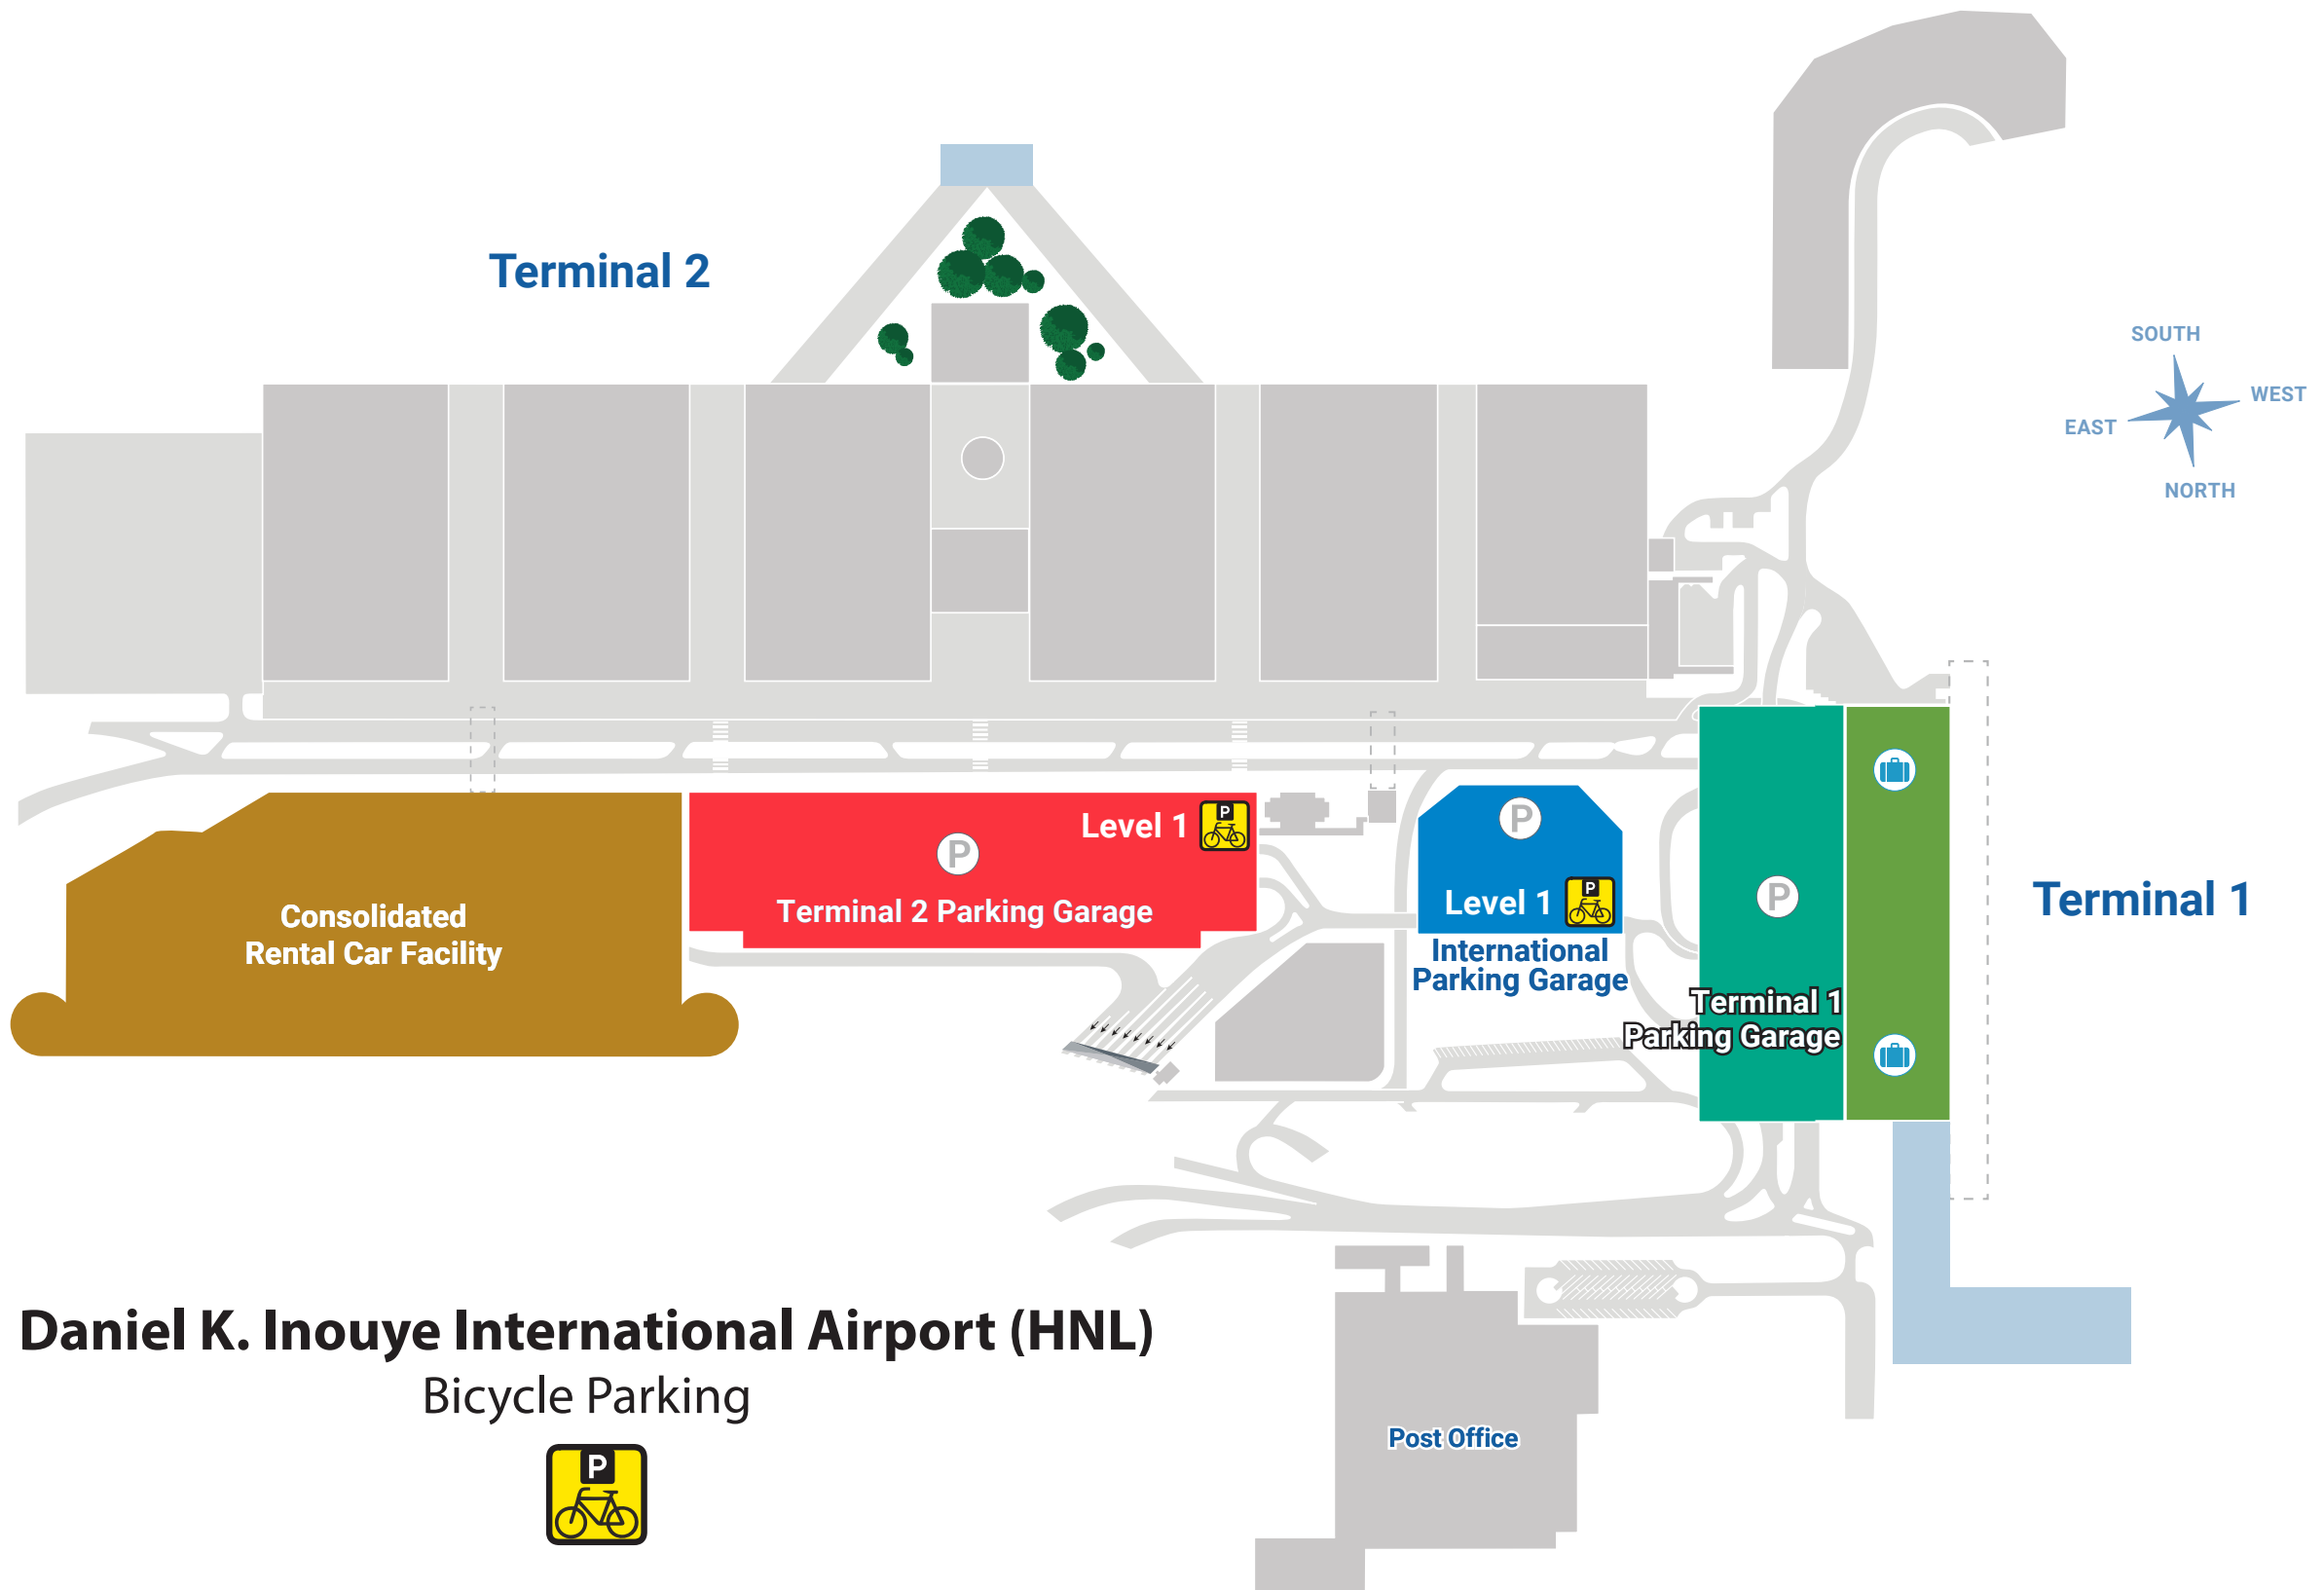 Terminal 2
SOUTH
WEST
EAST
NORTH
Level 1
P
P
P
Terminal 2 Parking Garage
Consolidated
Rental Car Facility
Level 1
P
International
Parking Garage
P
Terminal 1
Terminal 1
Parking Garage
Daniel K. Inouye International Airport (HNL)
Bicycle Parking
P
Post Office